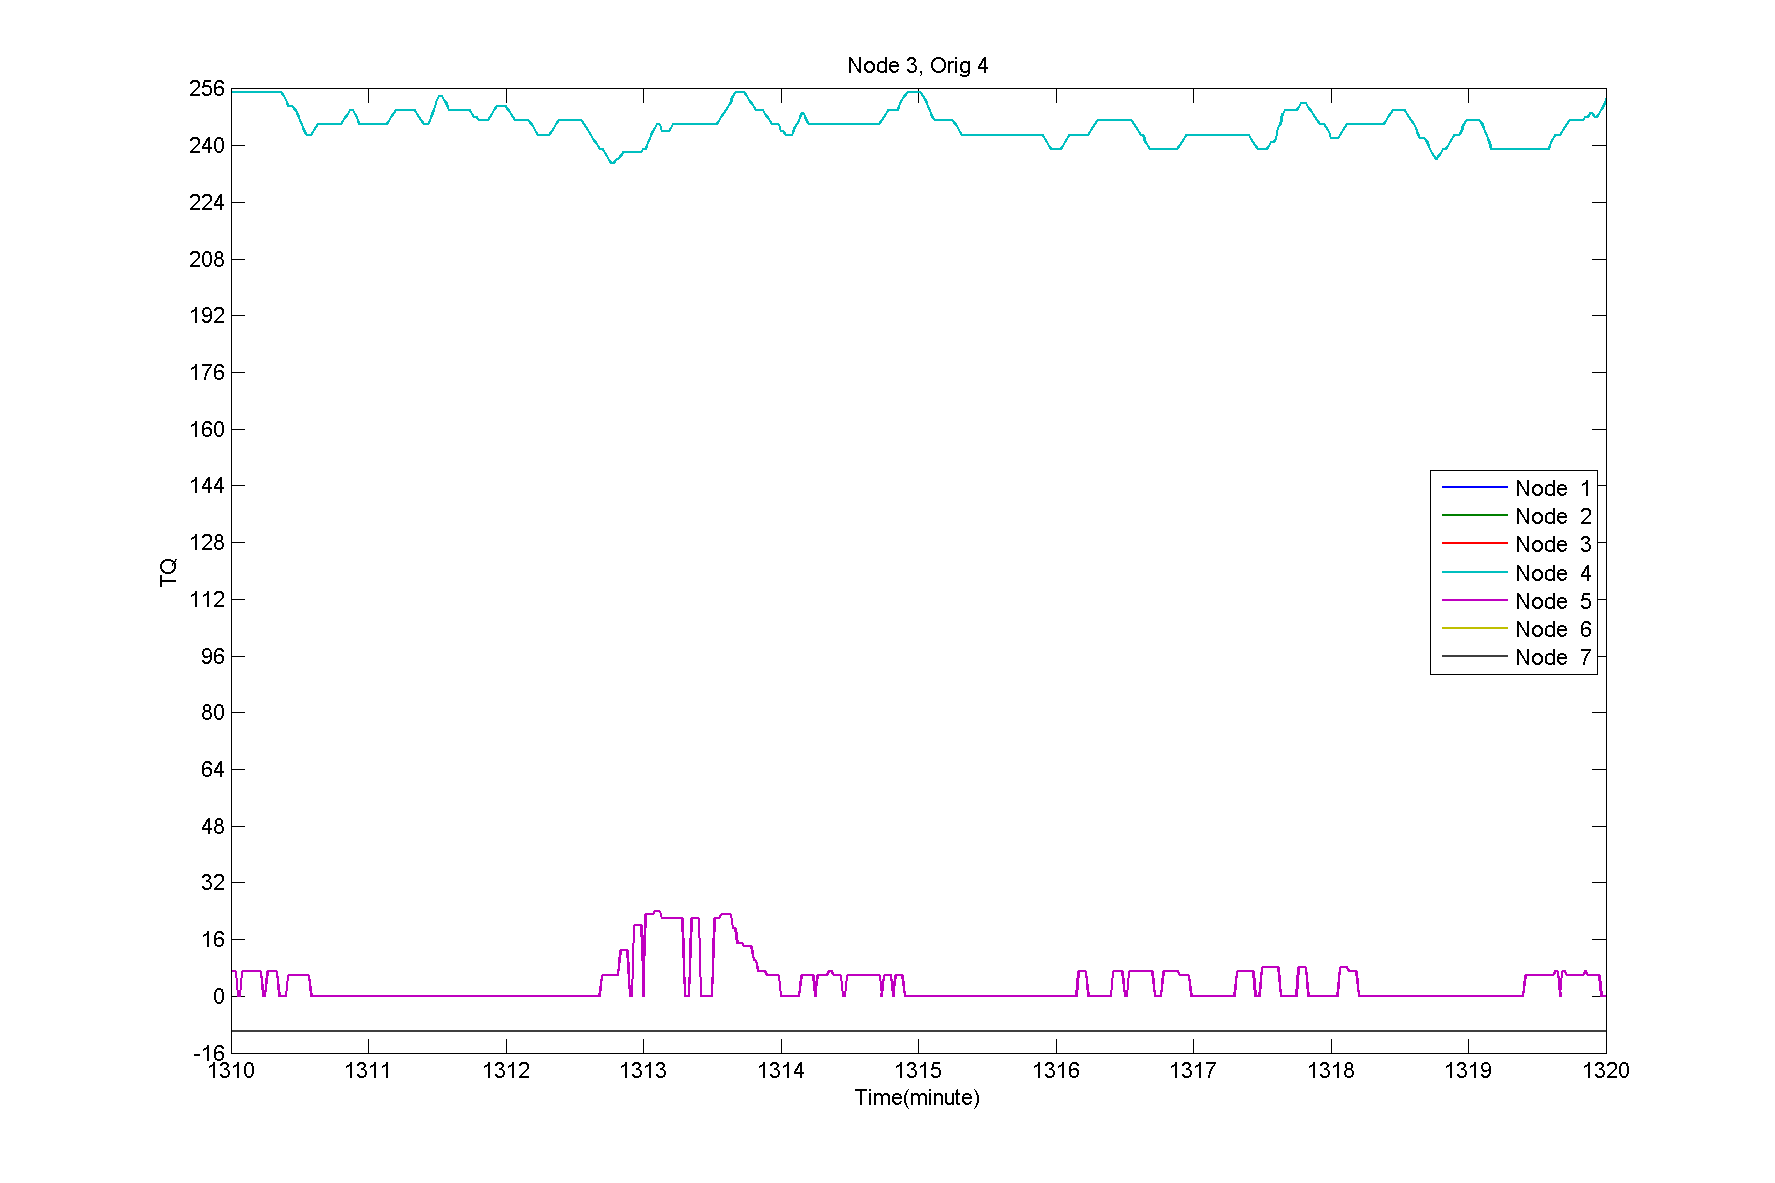 Node 3, Orig 4
256
240
224
208
192
176
160
144
128
112
96
80
64
48
32
16
0
-16
TQ
Node 1
Node 2
Node 3
Node 4
Node 5
Node 6
Node 7
1310 1311 1312 1313 1314 1315 1316 1317 1318 1319 1320
Time(minute)